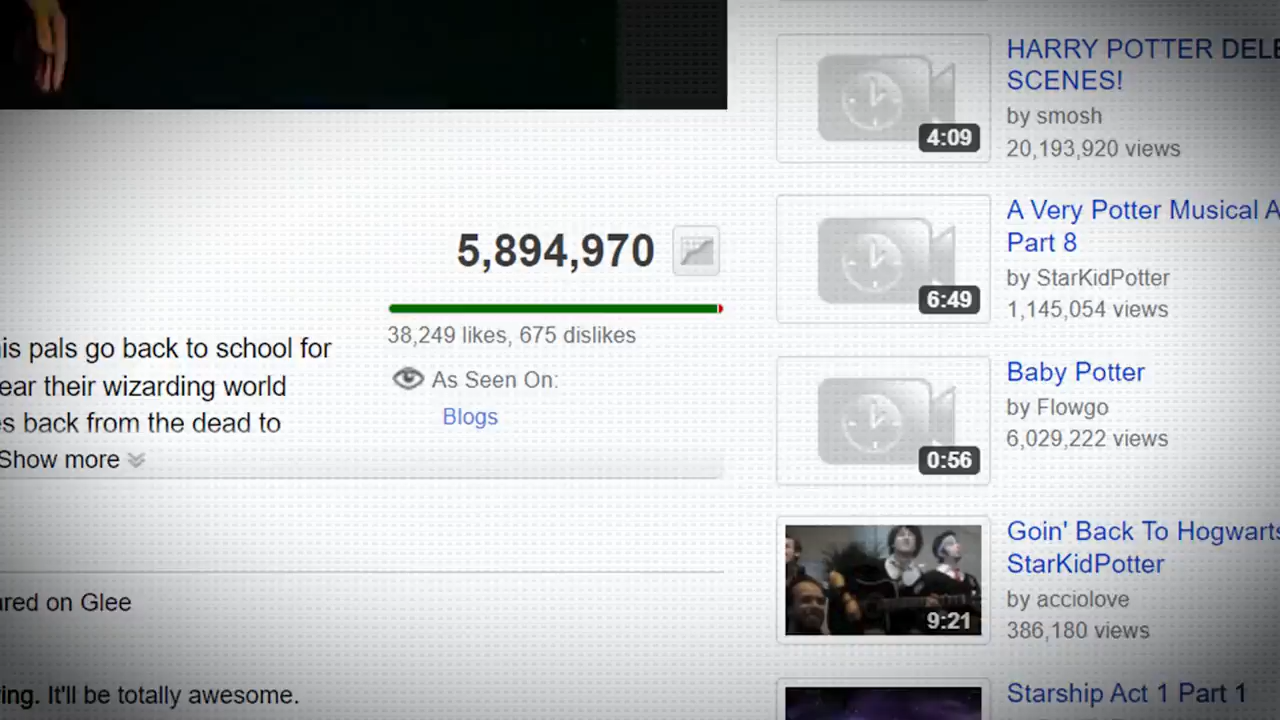 5,894,970
38,249 likes, 675 dislikes
As Seen On:
Blogs
is pals go back to school for
ear their wizarding world
s back from the dead to
Show more
red on Glee
ing. It'll be totally awesome.
HARRY POTTER DELE
SCENES!
by smosh
20,193,920 views
4:09
A Very Potter Musical A
Part 8
by StarKidPotter
1,145,054 views
6:49
Baby Potter
by Flowgo
6,029,222 views
0:56
Goin' Back To Hogwarts
StarKidPotter
by acciolove
386,180 views
9:21
Starship Act 1 Part 1